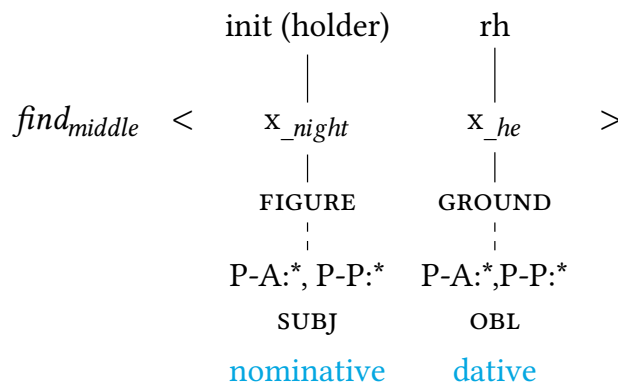 init (holder) rh
find_middle < x_night x_he >
FIGURE GROUND
P-A:*, P-P:* P-A:*,P-P:*
SUBJ OBL
nominative dative